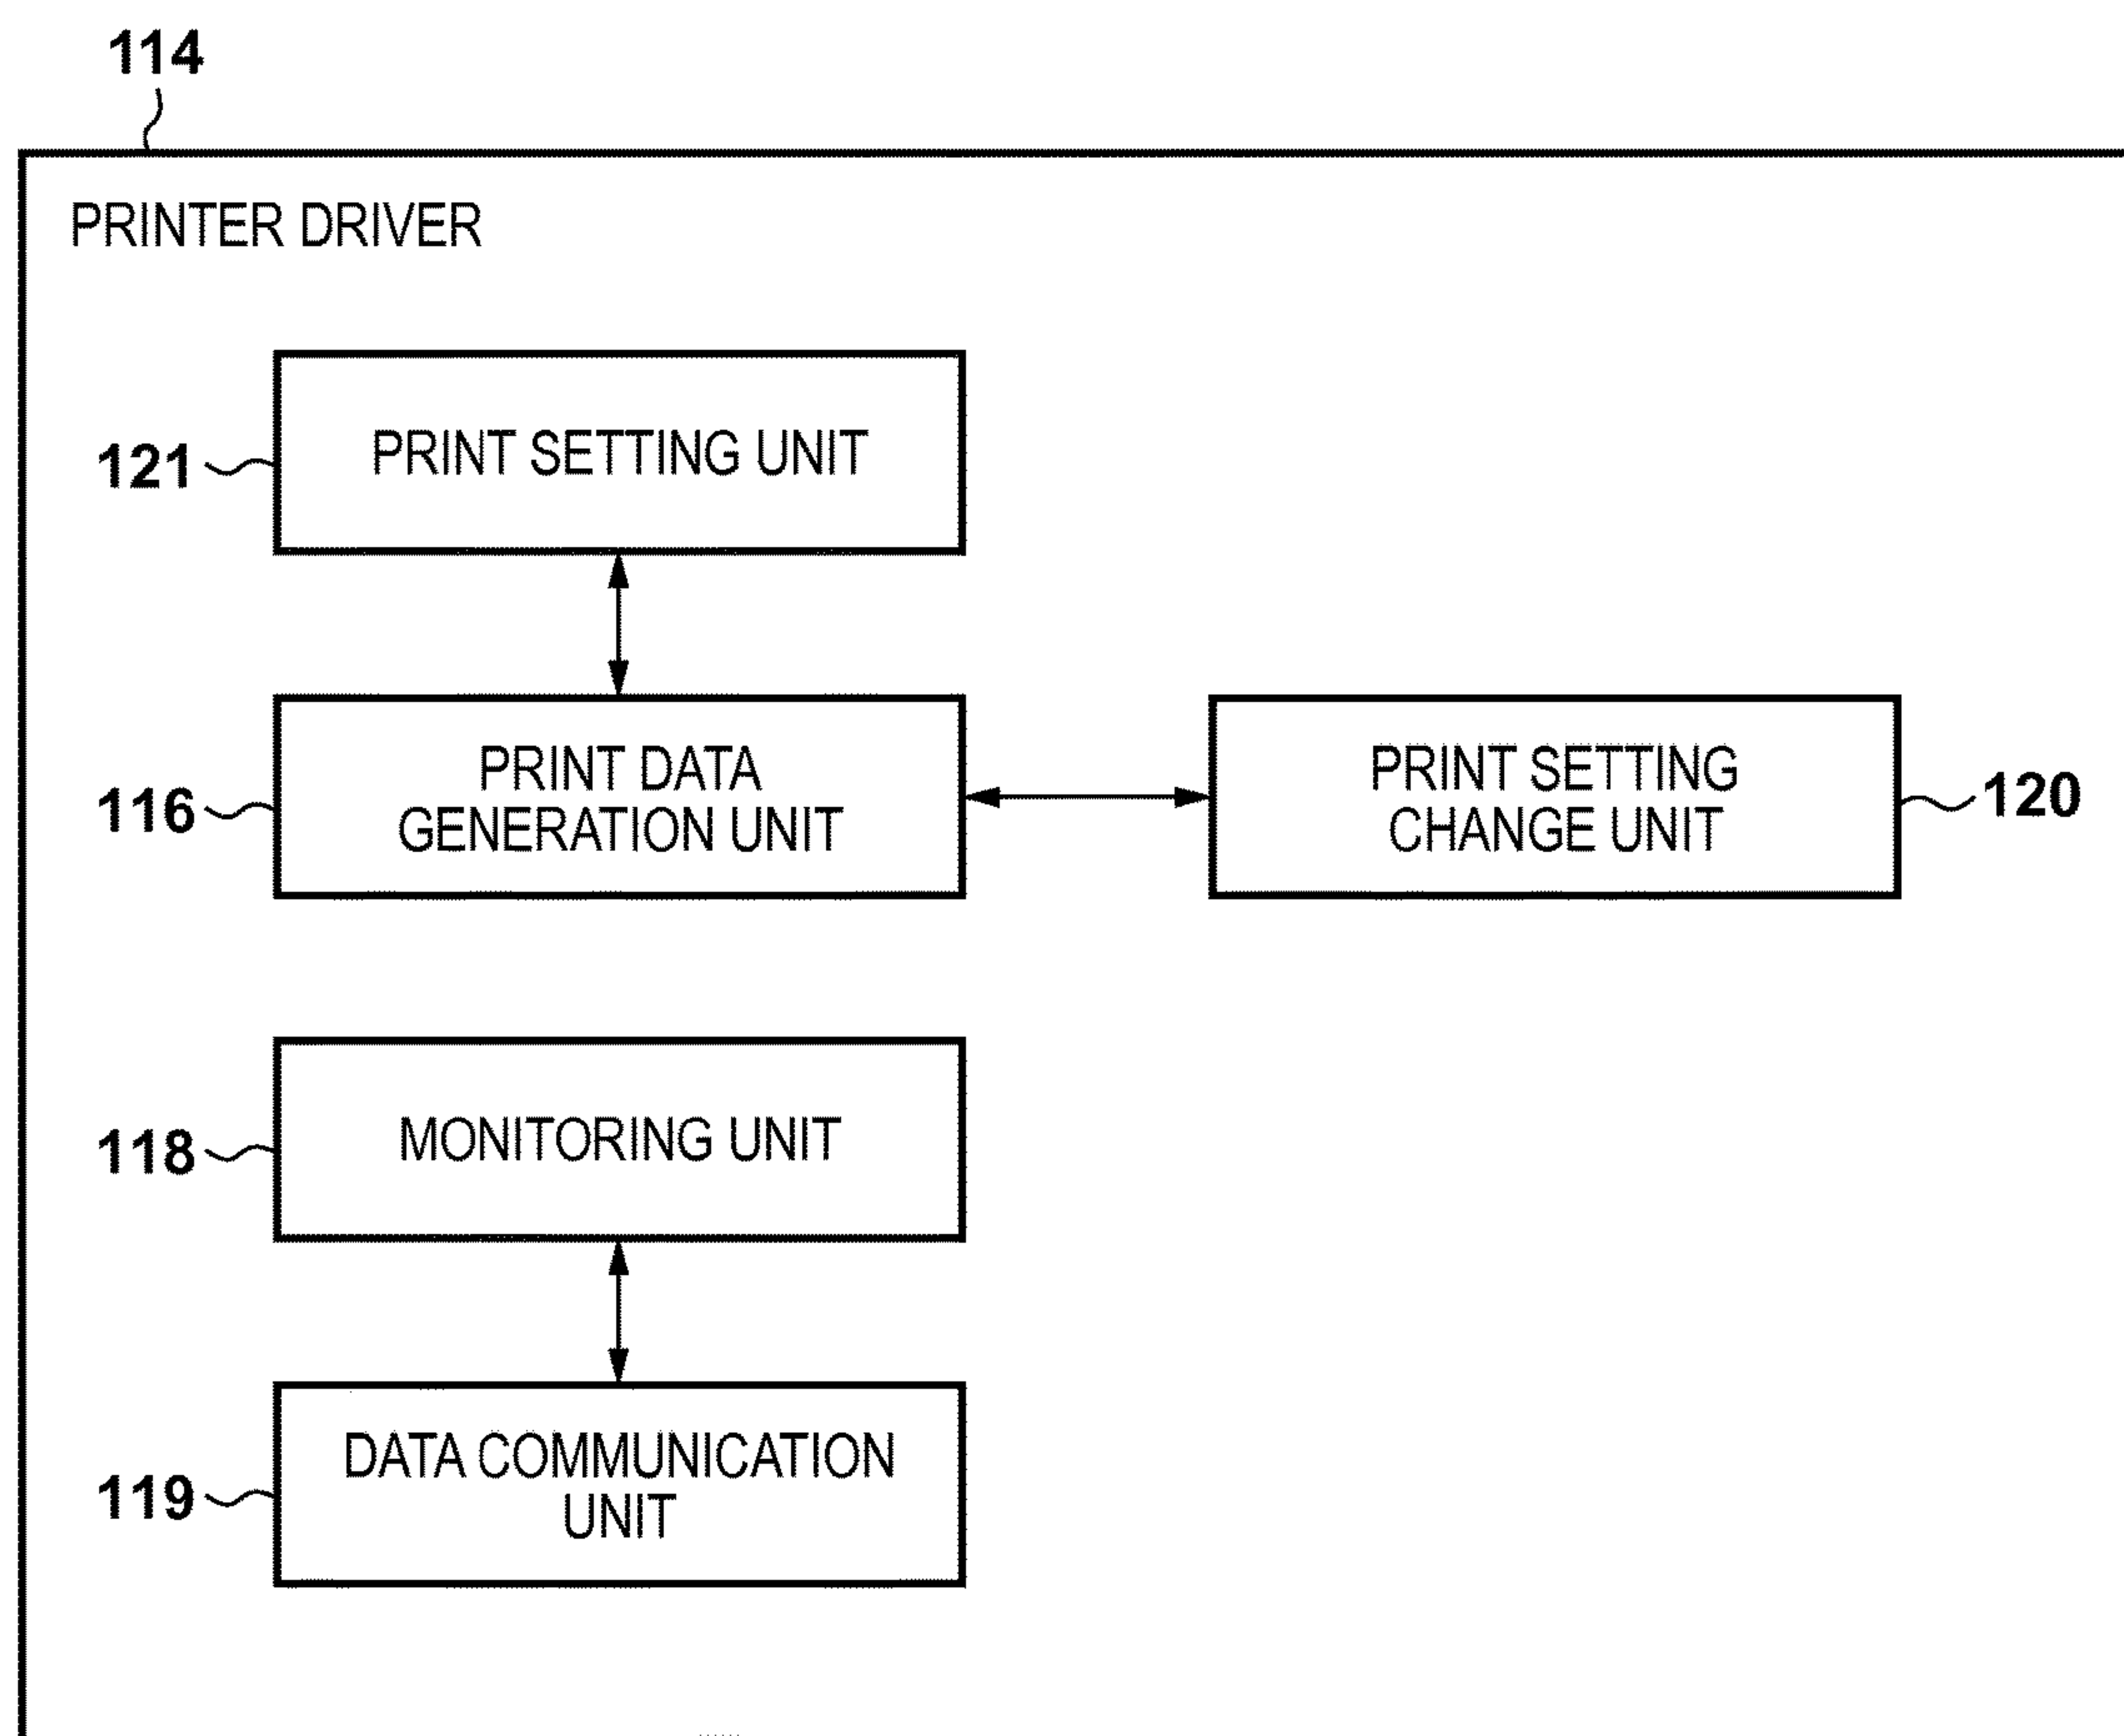 114
PRINTER DRIVER
121
PRINT SETTING UNIT
116
PRINT DATA
GENERATION UNIT
PRINT SETTING
CHANGE UNIT
120
118
MONITORING UNIT
119
DATA COMMUNICATION
UNIT